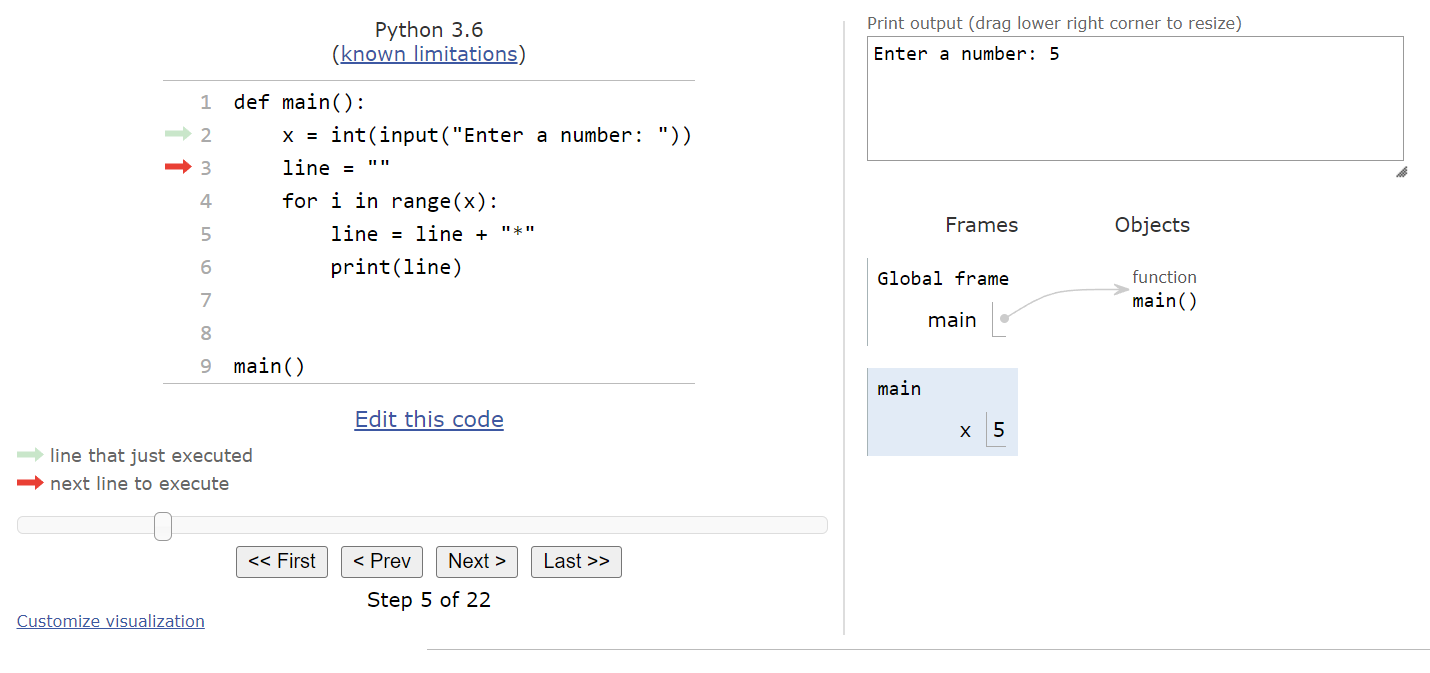 Python 3.6
(known limitations)
1 def main():
2     x = int(input("Enter a number: "))
3     line = ""
4     for i in range(x):
5         line = line + "*"
6         print(line)
7
8
9 main()
Edit this code
line that just executed
next line to execute
<< First < Prev Next > Last >>
Step 5 of 22
Customize visualization
Print output (drag lower right corner to resize)
Enter a number: 5
Frames Objects
Global frame
main
function
main()
main
x 5